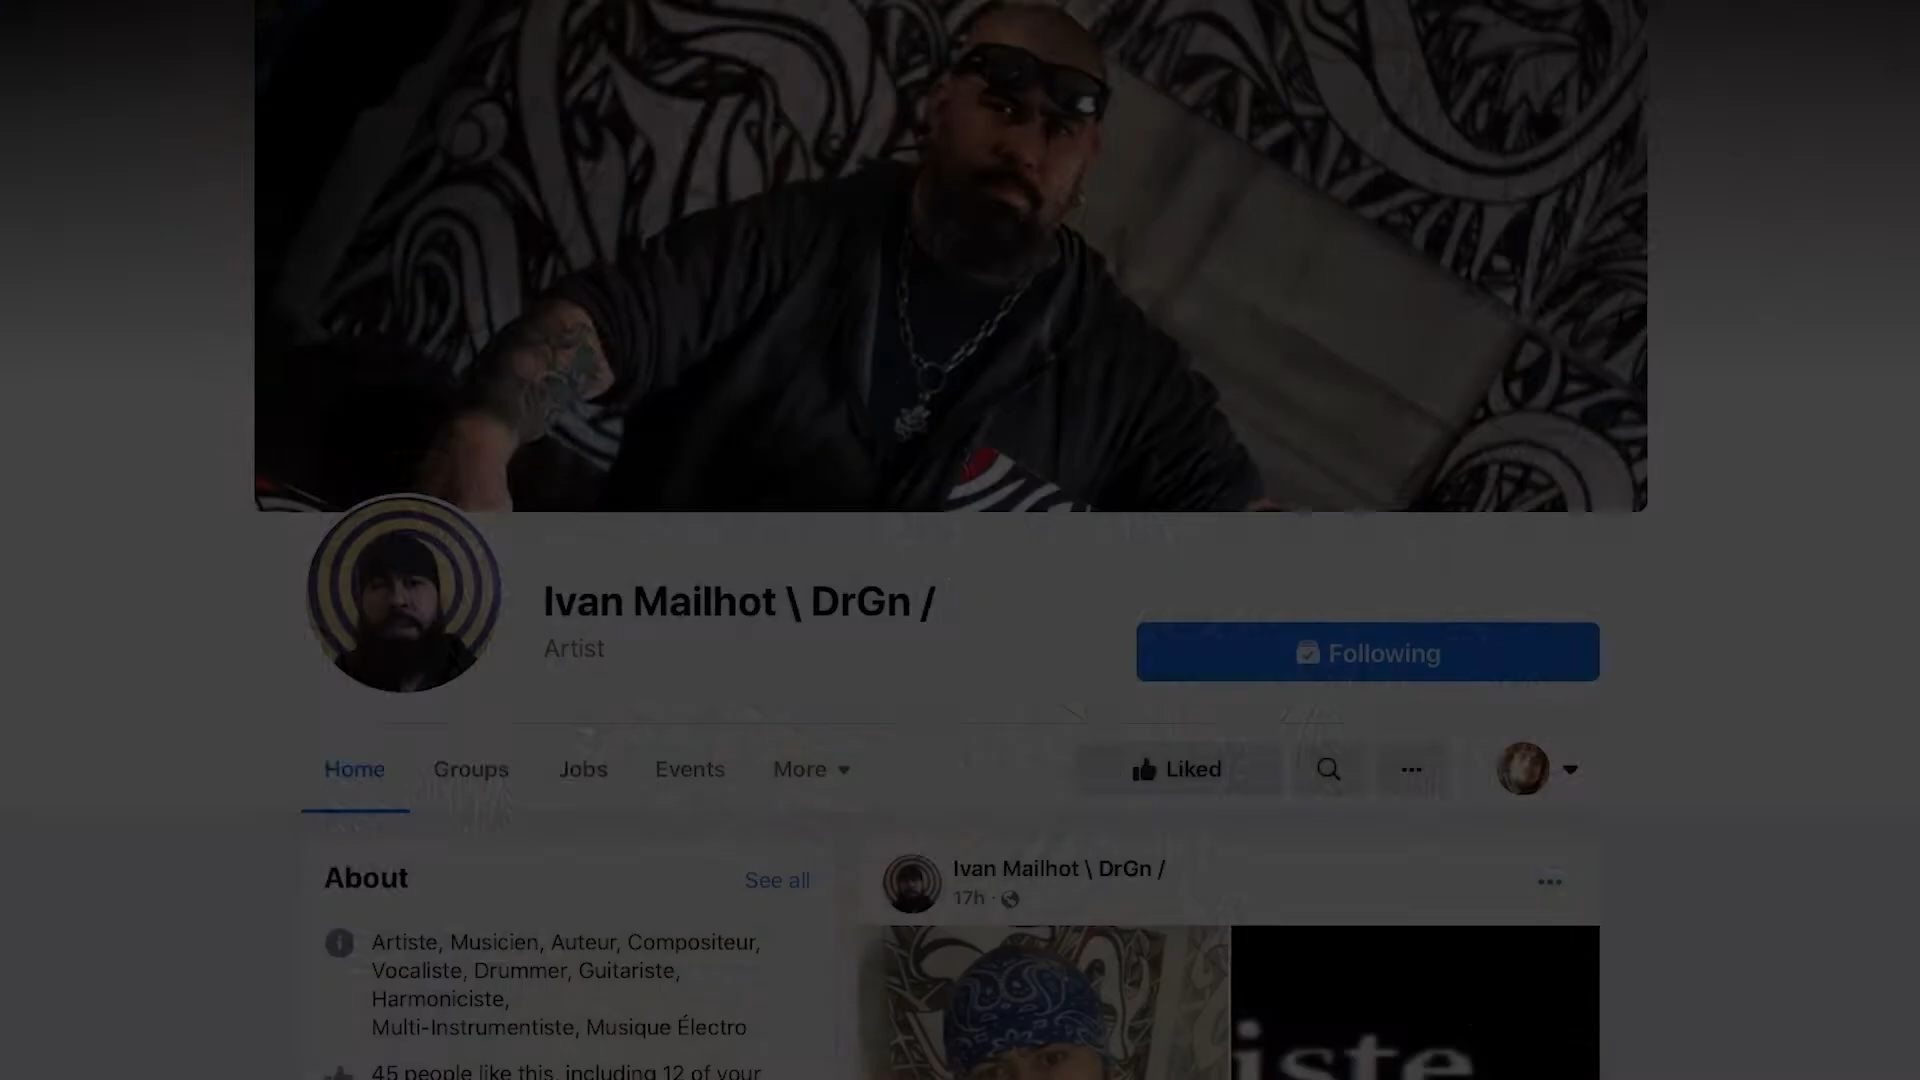 Ivan Mailhot \ DrGn /
Artist
Following
Home Groups Jobs Events More Liked
About See all
Artiste, Musicien, Auteur, Compositeur,
Vocaliste, Drummer, Guitariste,
Harmoniciste,
Multi-Instrumentiste, Musique Électro
45 people like this, including 12 of your
Ivan Mailhot \ DrGn /
17h ·
iste